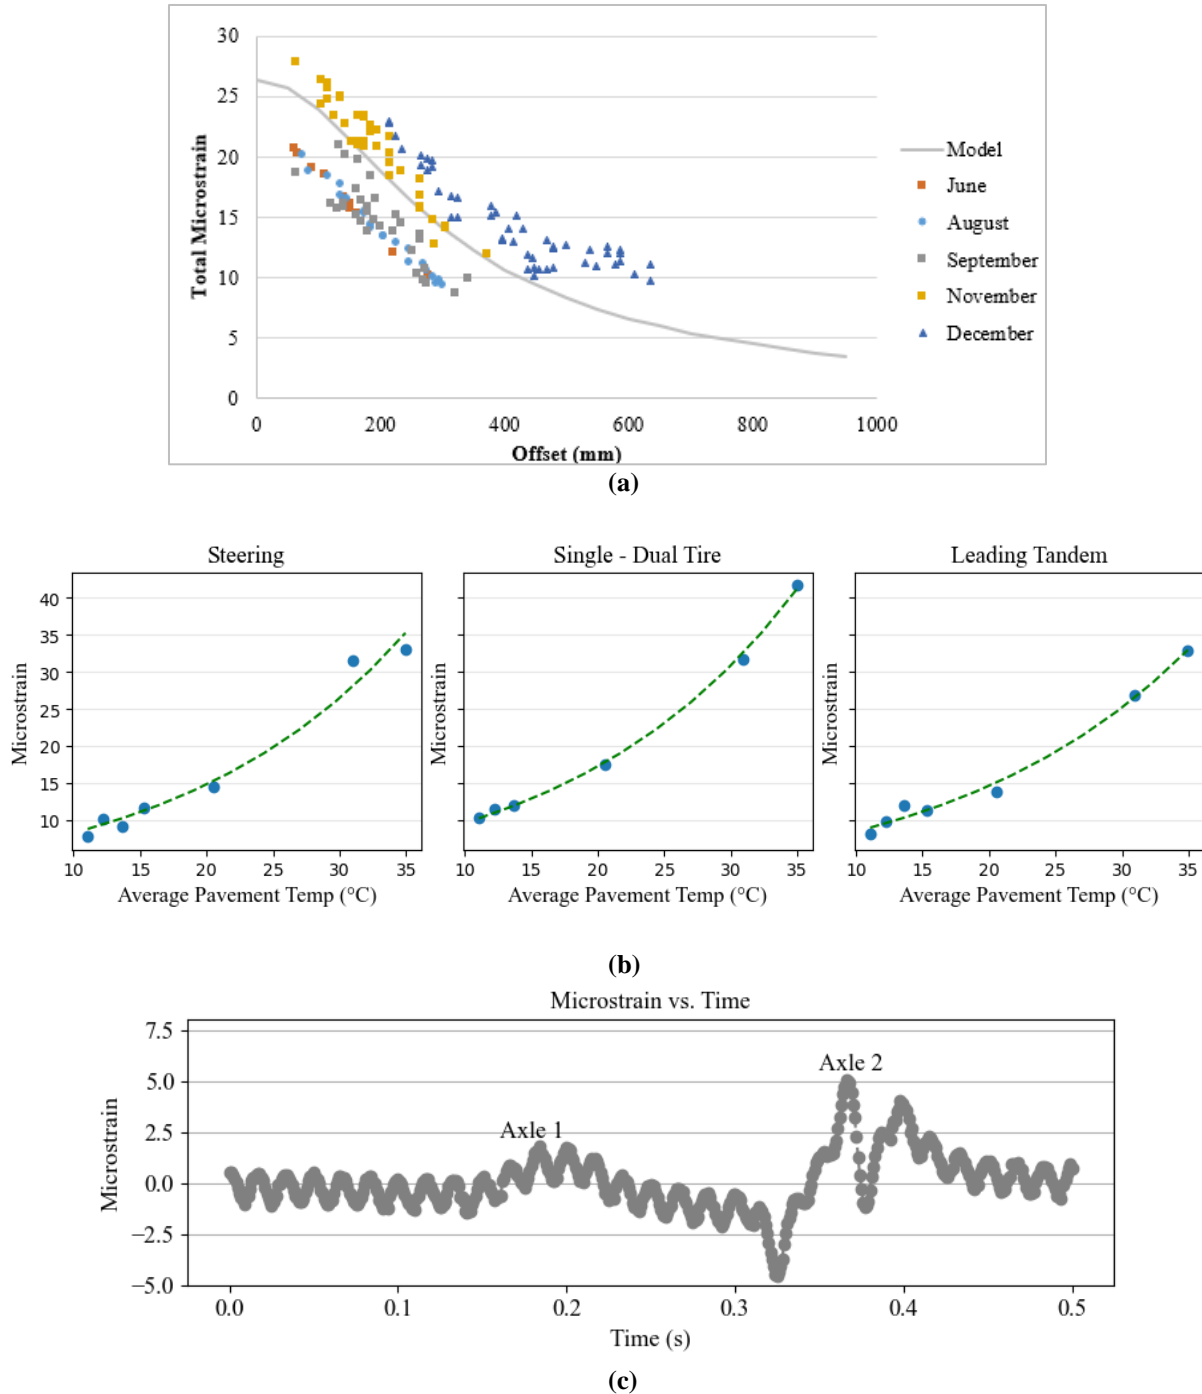 30
25
20
15
10
5
0
Total Microstrain
0 200 400 600 800 1000
Offset (mm)
Model
June
August
September
November
December
(a)
Steering
40
35
30
25
20
15
10
Microstrain
10 15 20 25 30 35
Average Pavement Temp (°C)
Single - Dual Tire
Microstrain
10 15 20 25 30 35
Average Pavement Temp (°C)
Leading Tandem
Microstrain
10 15 20 25 30 35
Average Pavement Temp (°C)
(b)
Microstrain vs. Time
7.5
5.0
2.5
0.0
−2.5
−5.0
Microstrain
Axle 1
Axle 2
0.0 0.1 0.2 0.3 0.4 0.5
Time (s)
(c)